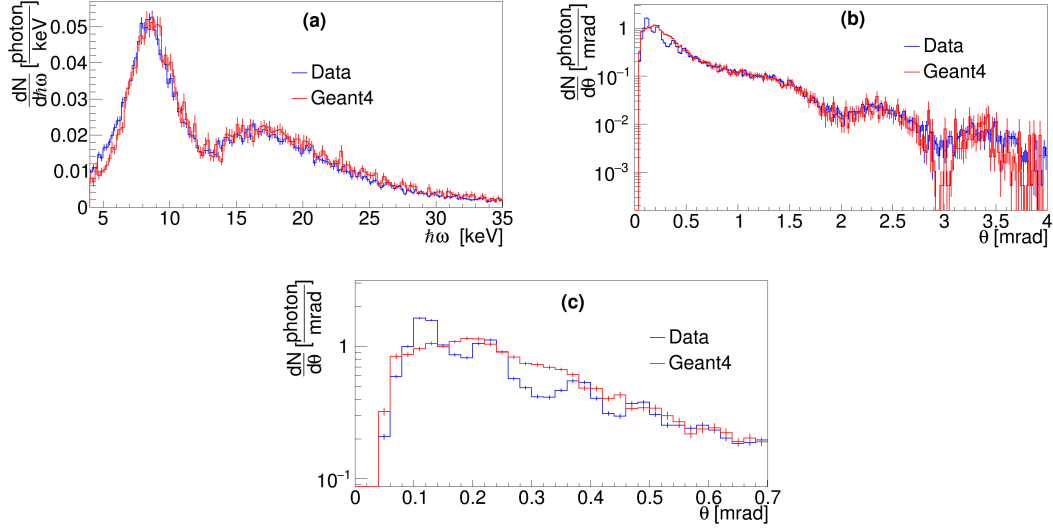 (a)
dN/dħω [photon/keV]
0.05
0.04
0.03
0.02
0.01
0
Data
Geant4
5 10 15 20 25 30 35
ħω [keV]
(b)
dN/dθ [photon/mrad]
1
10⁻¹
10⁻²
10⁻³
Data
Geant4
0 0.5 1 1.5 2 2.5 3 3.5 4
θ [mrad]
(c)
dN/dθ [photon/mrad]
1
10⁻¹
Data
Geant4
0 0.1 0.2 0.3 0.4 0.5 0.6 0.7
θ [mrad]